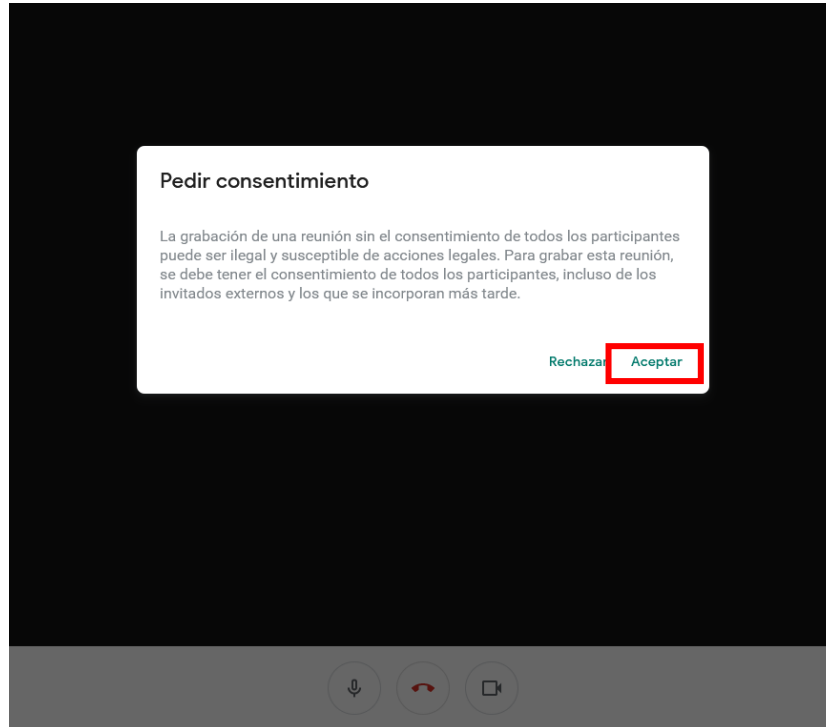 Pedir consentimiento
La grabación de una reunión sin el consentimiento de todos los participantes
puede ser ilegal y susceptible de acciones legales. Para grabar esta reunión,
se debe tener el consentimiento de todos los participantes, incluso de los
invitados externos y los que se incorporan más tarde.
Rechazar Aceptar